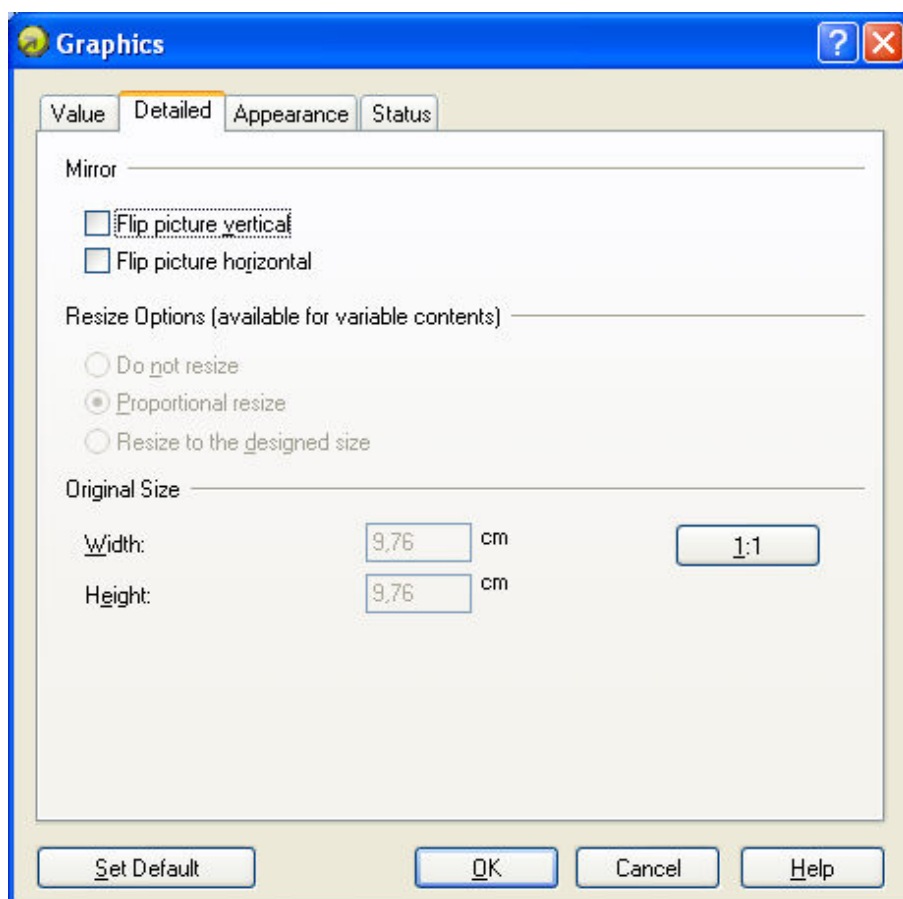 Graphics
Value Detailed Appearance Status
Mirror
Flip picture vertical
Flip picture horizontal
Resize Options (available for variable contents)
Do not resize
Proportional resize
Resize to the designed size
Original Size
Width: 9,76 cm 1:1
Height: 9,76 cm
Set Default OK Cancel Help